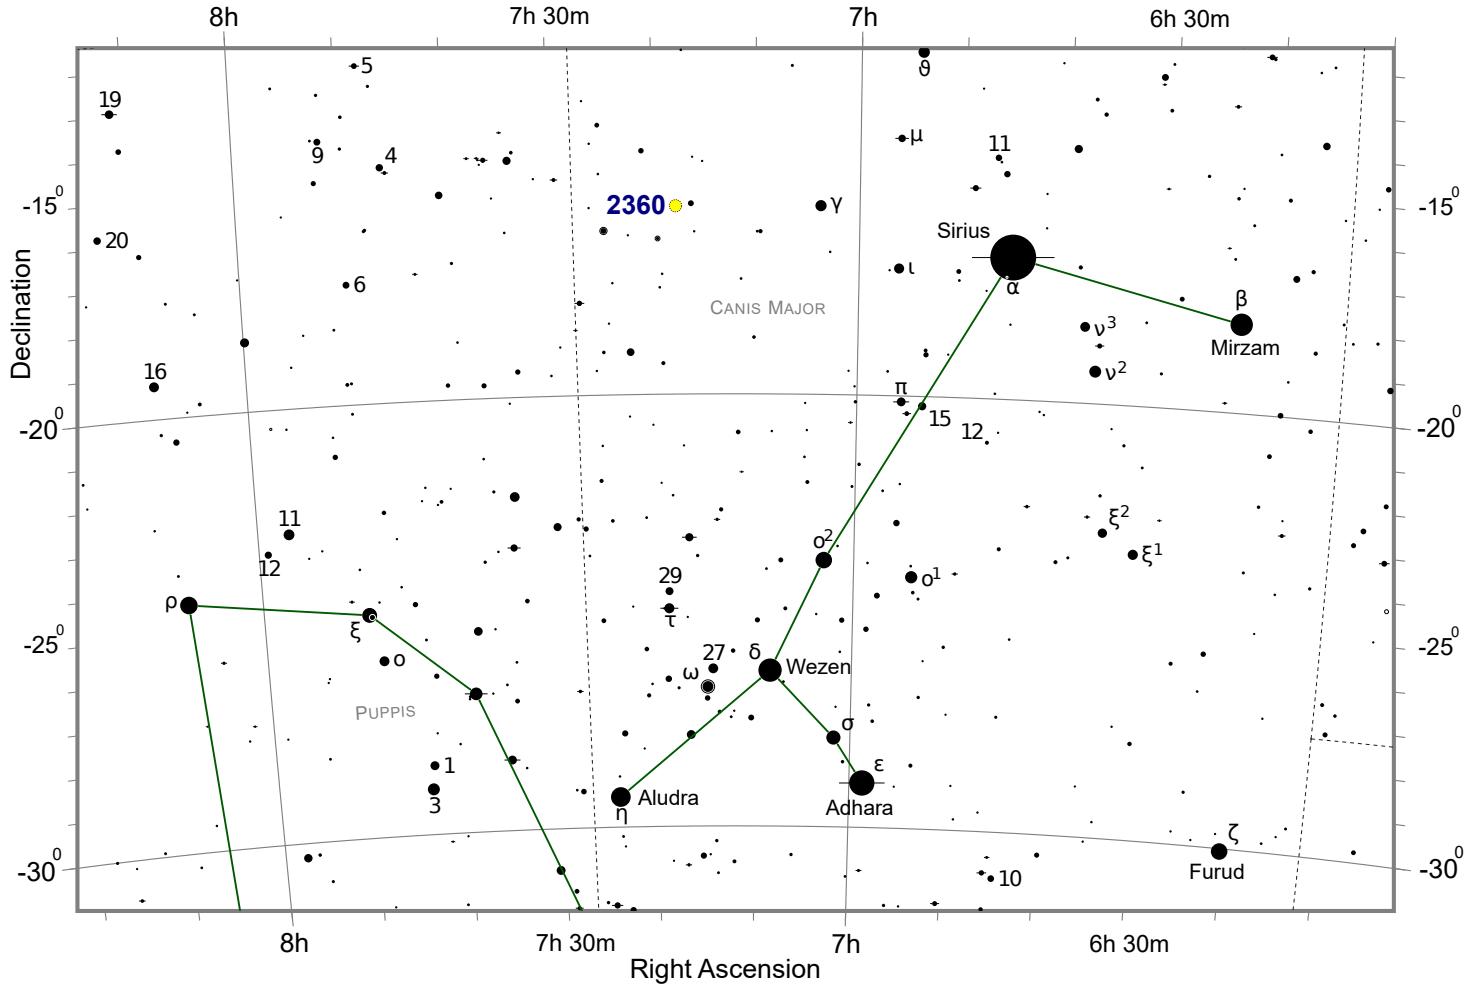 8h
7h 30m
7h
6h 30m
5
ϑ
19
9
4
μ
11
-15⁰
2360
γ
-15⁰
20
Sirius
ι
α
6
CANIS MAJOR
β
Mirzam
ν³
ν²
Declination
16
π
15
12
-20⁰
-20⁰
11
12
ο²
ξ²
ξ¹
ο¹
29
τ
ρ
ξ
ο
-25⁰
27
ω
δ
Wezen
-25⁰
PUPPIS
σ
1
3
ε
Adhara
Aludra
η
ζ
Furud
-30⁰
10
-30⁰
8h
7h 30m
7h
6h 30m
Right Ascension